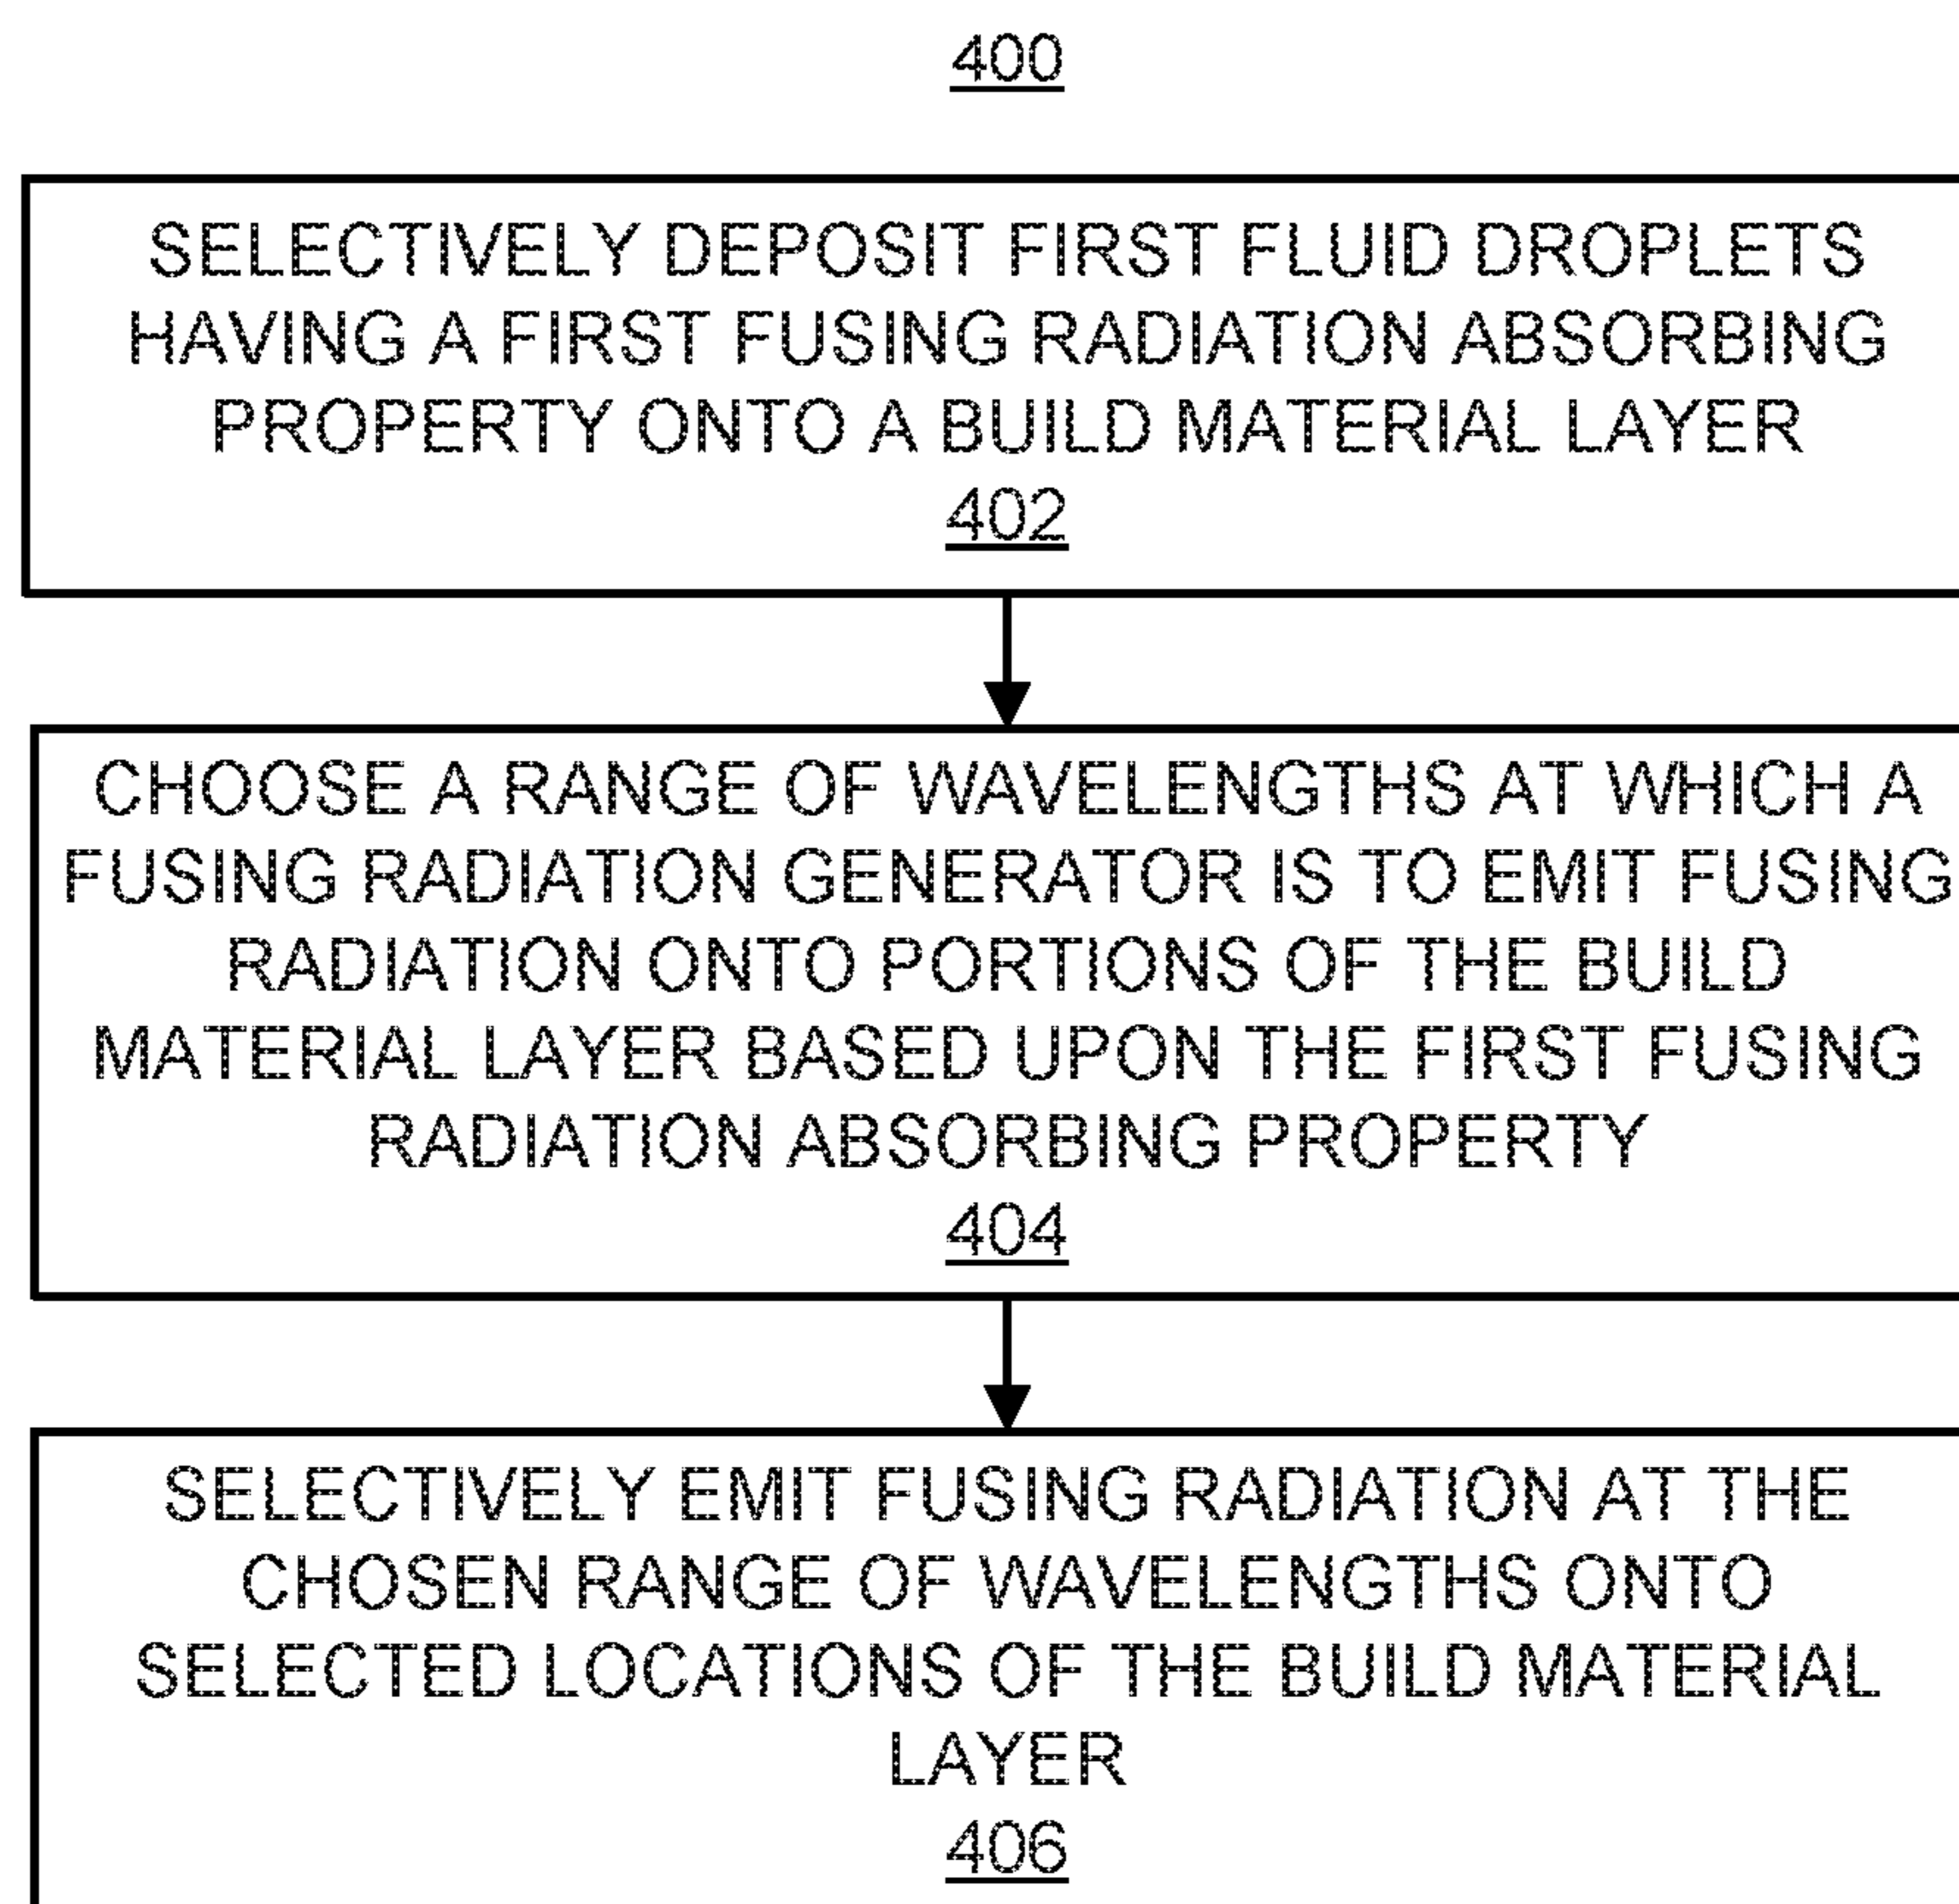 400
SELECTIVELY DEPOSIT FIRST FLUID DROPLETS
HAVING A FIRST FUSING RADIATION ABSORBING
PROPERTY ONTO A BUILD MATERIAL LAYER
402
CHOOSE A RANGE OF WAVELENGTHS AT WHICH A
FUSING RADIATION GENERATOR IS TO EMIT FUSING
RADIATION ONTO PORTIONS OF THE BUILD
MATERIAL LAYER BASED UPON THE FIRST FUSING
RADIATION ABSORBING PROPERTY
404
SELECTIVELY EMIT FUSING RADIATION AT THE
CHOSEN RANGE OF WAVELENGTHS ONTO
SELECTED LOCATIONS OF THE BUILD MATERIAL
LAYER
406